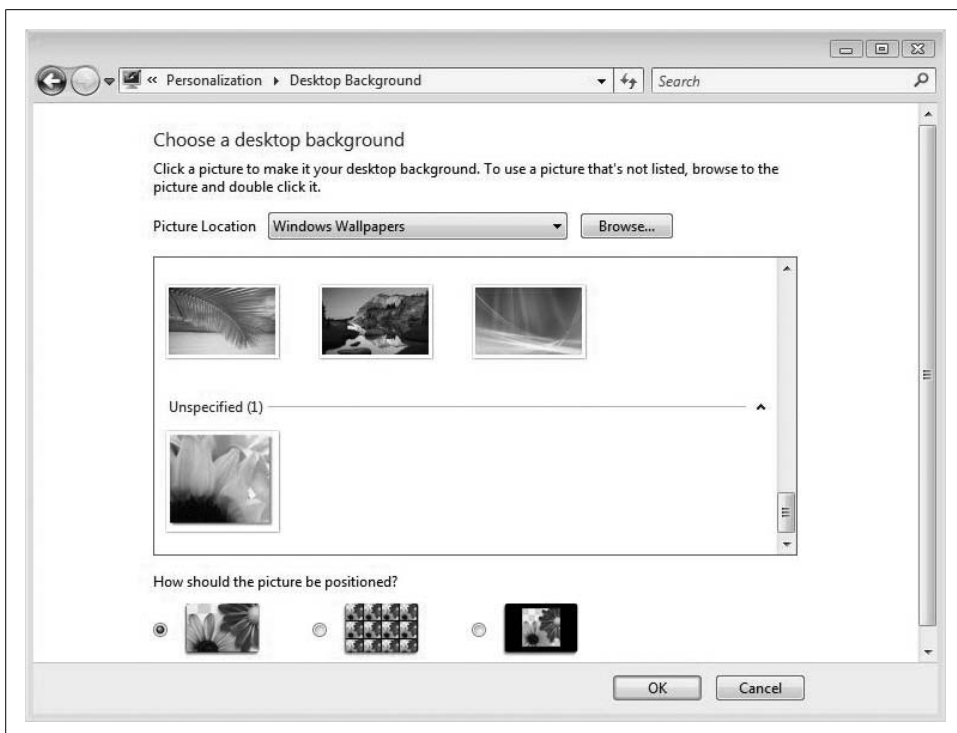 « Personalization ▸ Desktop Background
Search
Choose a desktop background
Click a picture to make it your desktop background. To use a picture that's not listed, browse to the
picture and double click it.
Picture Location Windows Wallpapers Browse...
Unspecified (1)
How should the picture be positioned?
OK Cancel